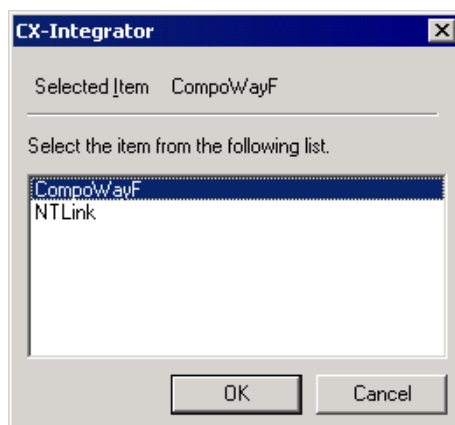 CX-Integrator
Selected Item CompoWayF
Select the item from the following list.
CompoWayF
NTLink
OK Cancel